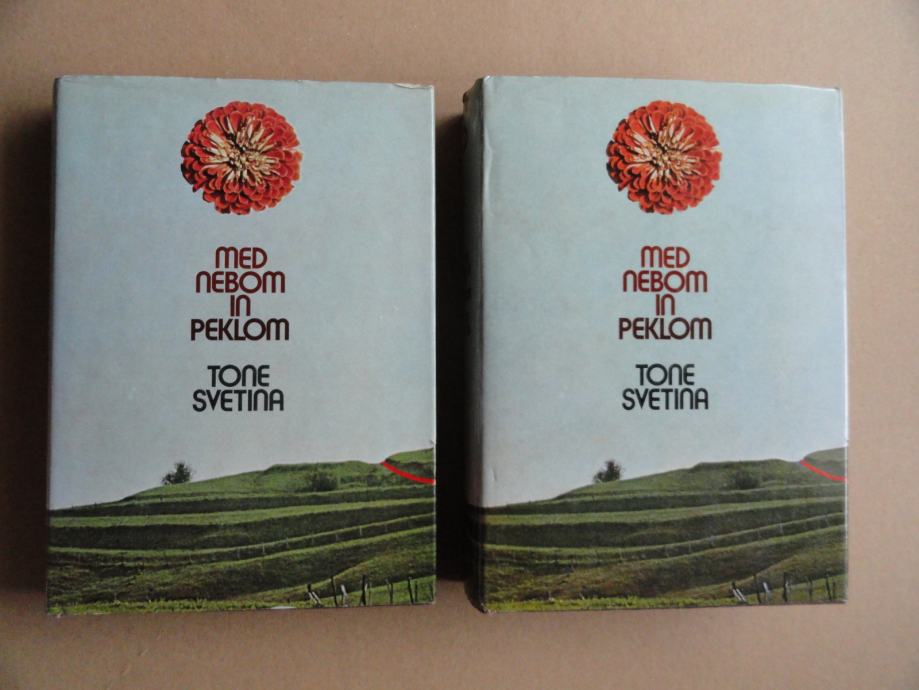 MED
NEBOM
IN
PEKLOM
TONE
SVETINA
MED
NEBOM
IN
PEKLOM
TONE
SVETINA